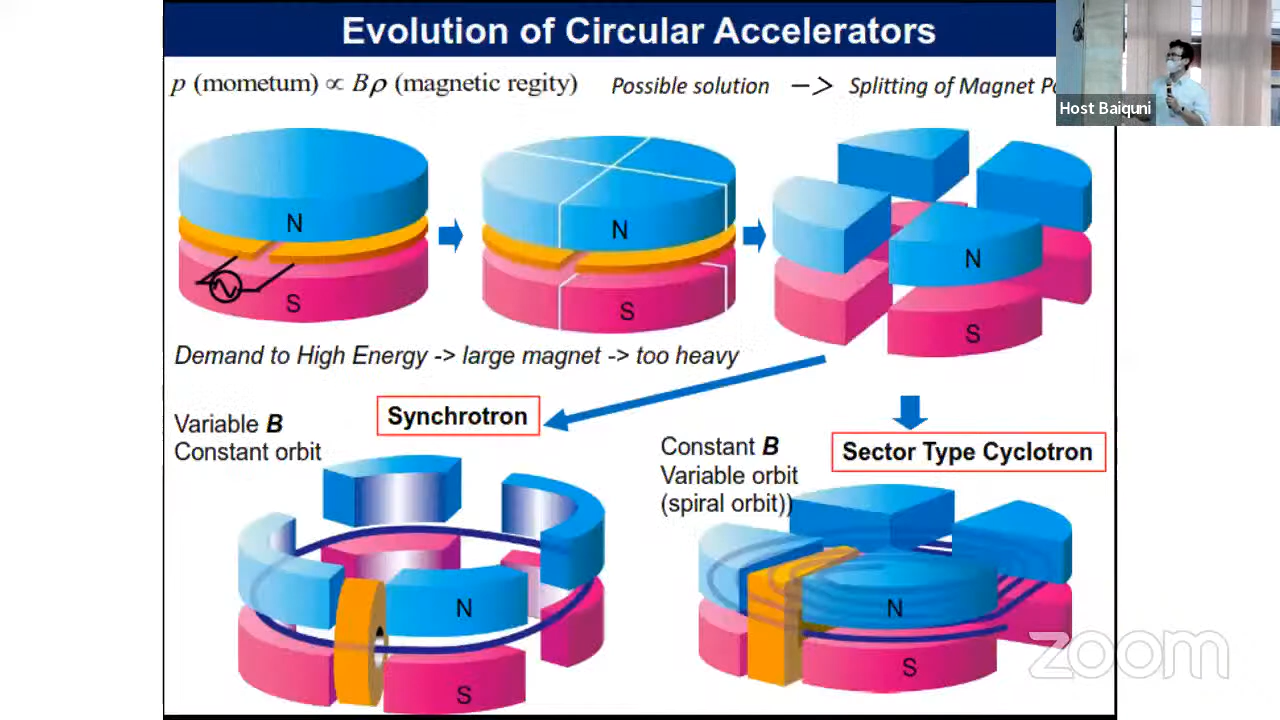 Evolution of Circular Accelerators
p (mometum) ∝ Bρ (magnetic regity)
Possible solution —> Splitting of Magnet
Host Baiquni
N
S
N
S
N
S
Demand to High Energy -> large magnet -> too heavy
Variable B
Constant orbit
Synchrotron
Constant B
Variable orbit
(spiral orbit))
Sector Type Cyclotron
N
S
N
S
zoom